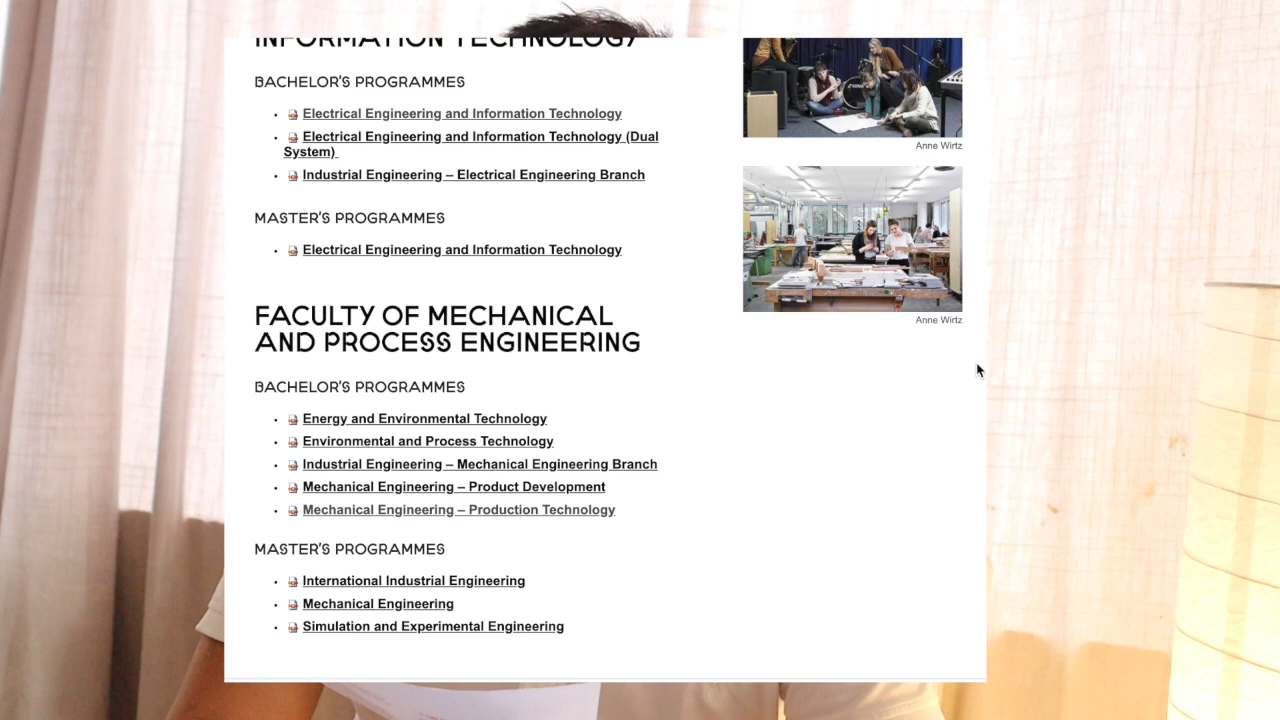 INFORMATION TECHNOLOGY
BACHELOR'S PROGRAMMES
Electrical Engineering and Information Technology
Electrical Engineering and Information Technology (Dual
System)
Industrial Engineering – Electrical Engineering Branch
MASTER'S PROGRAMMES
Electrical Engineering and Information Technology
FACULTY OF MECHANICAL
AND PROCESS ENGINEERING
BACHELOR'S PROGRAMMES
Energy and Environmental Technology
Environmental and Process Technology
Industrial Engineering – Mechanical Engineering Branch
Mechanical Engineering – Product Development
Mechanical Engineering – Production Technology
MASTER'S PROGRAMMES
International Industrial Engineering
Mechanical Engineering
Simulation and Experimental Engineering
Anne Wirtz
Anne Wirtz